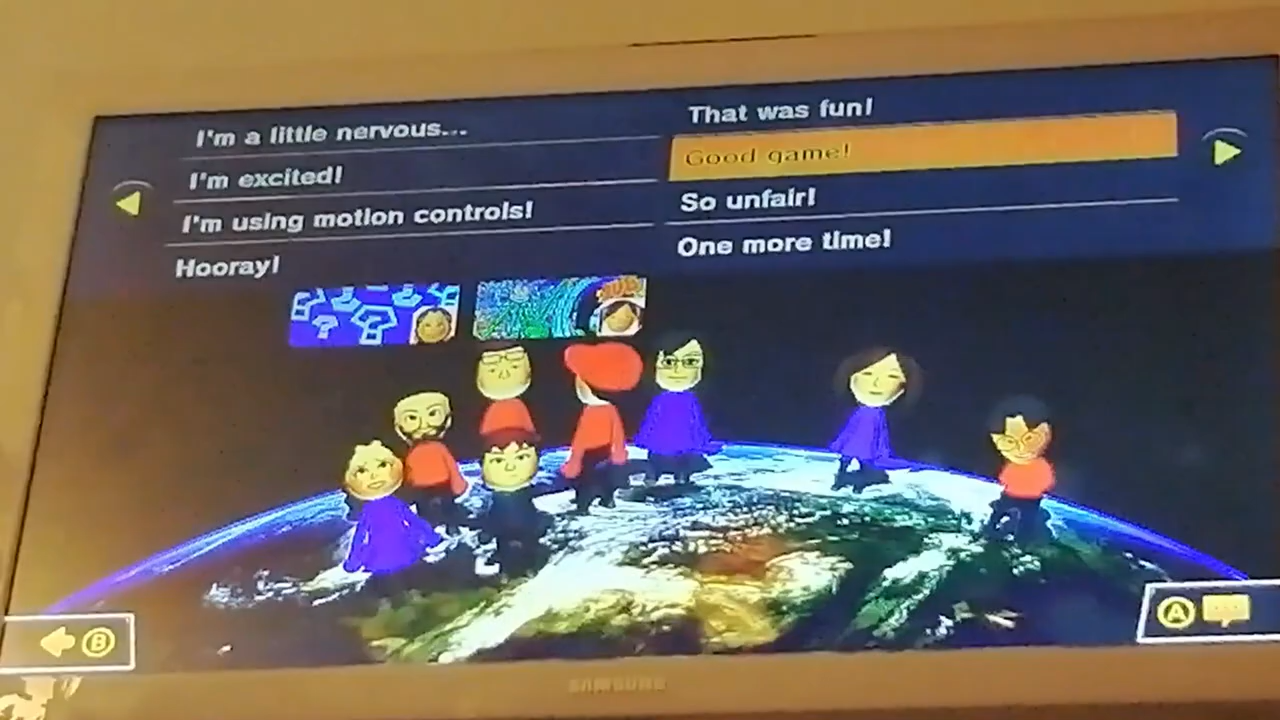 I'm a little nervous...
I'm excited!
I'm using motion controls!
Hooray!
That was fun!
Good game!
So unfair!
One more time!
B
A
SAMSUNG